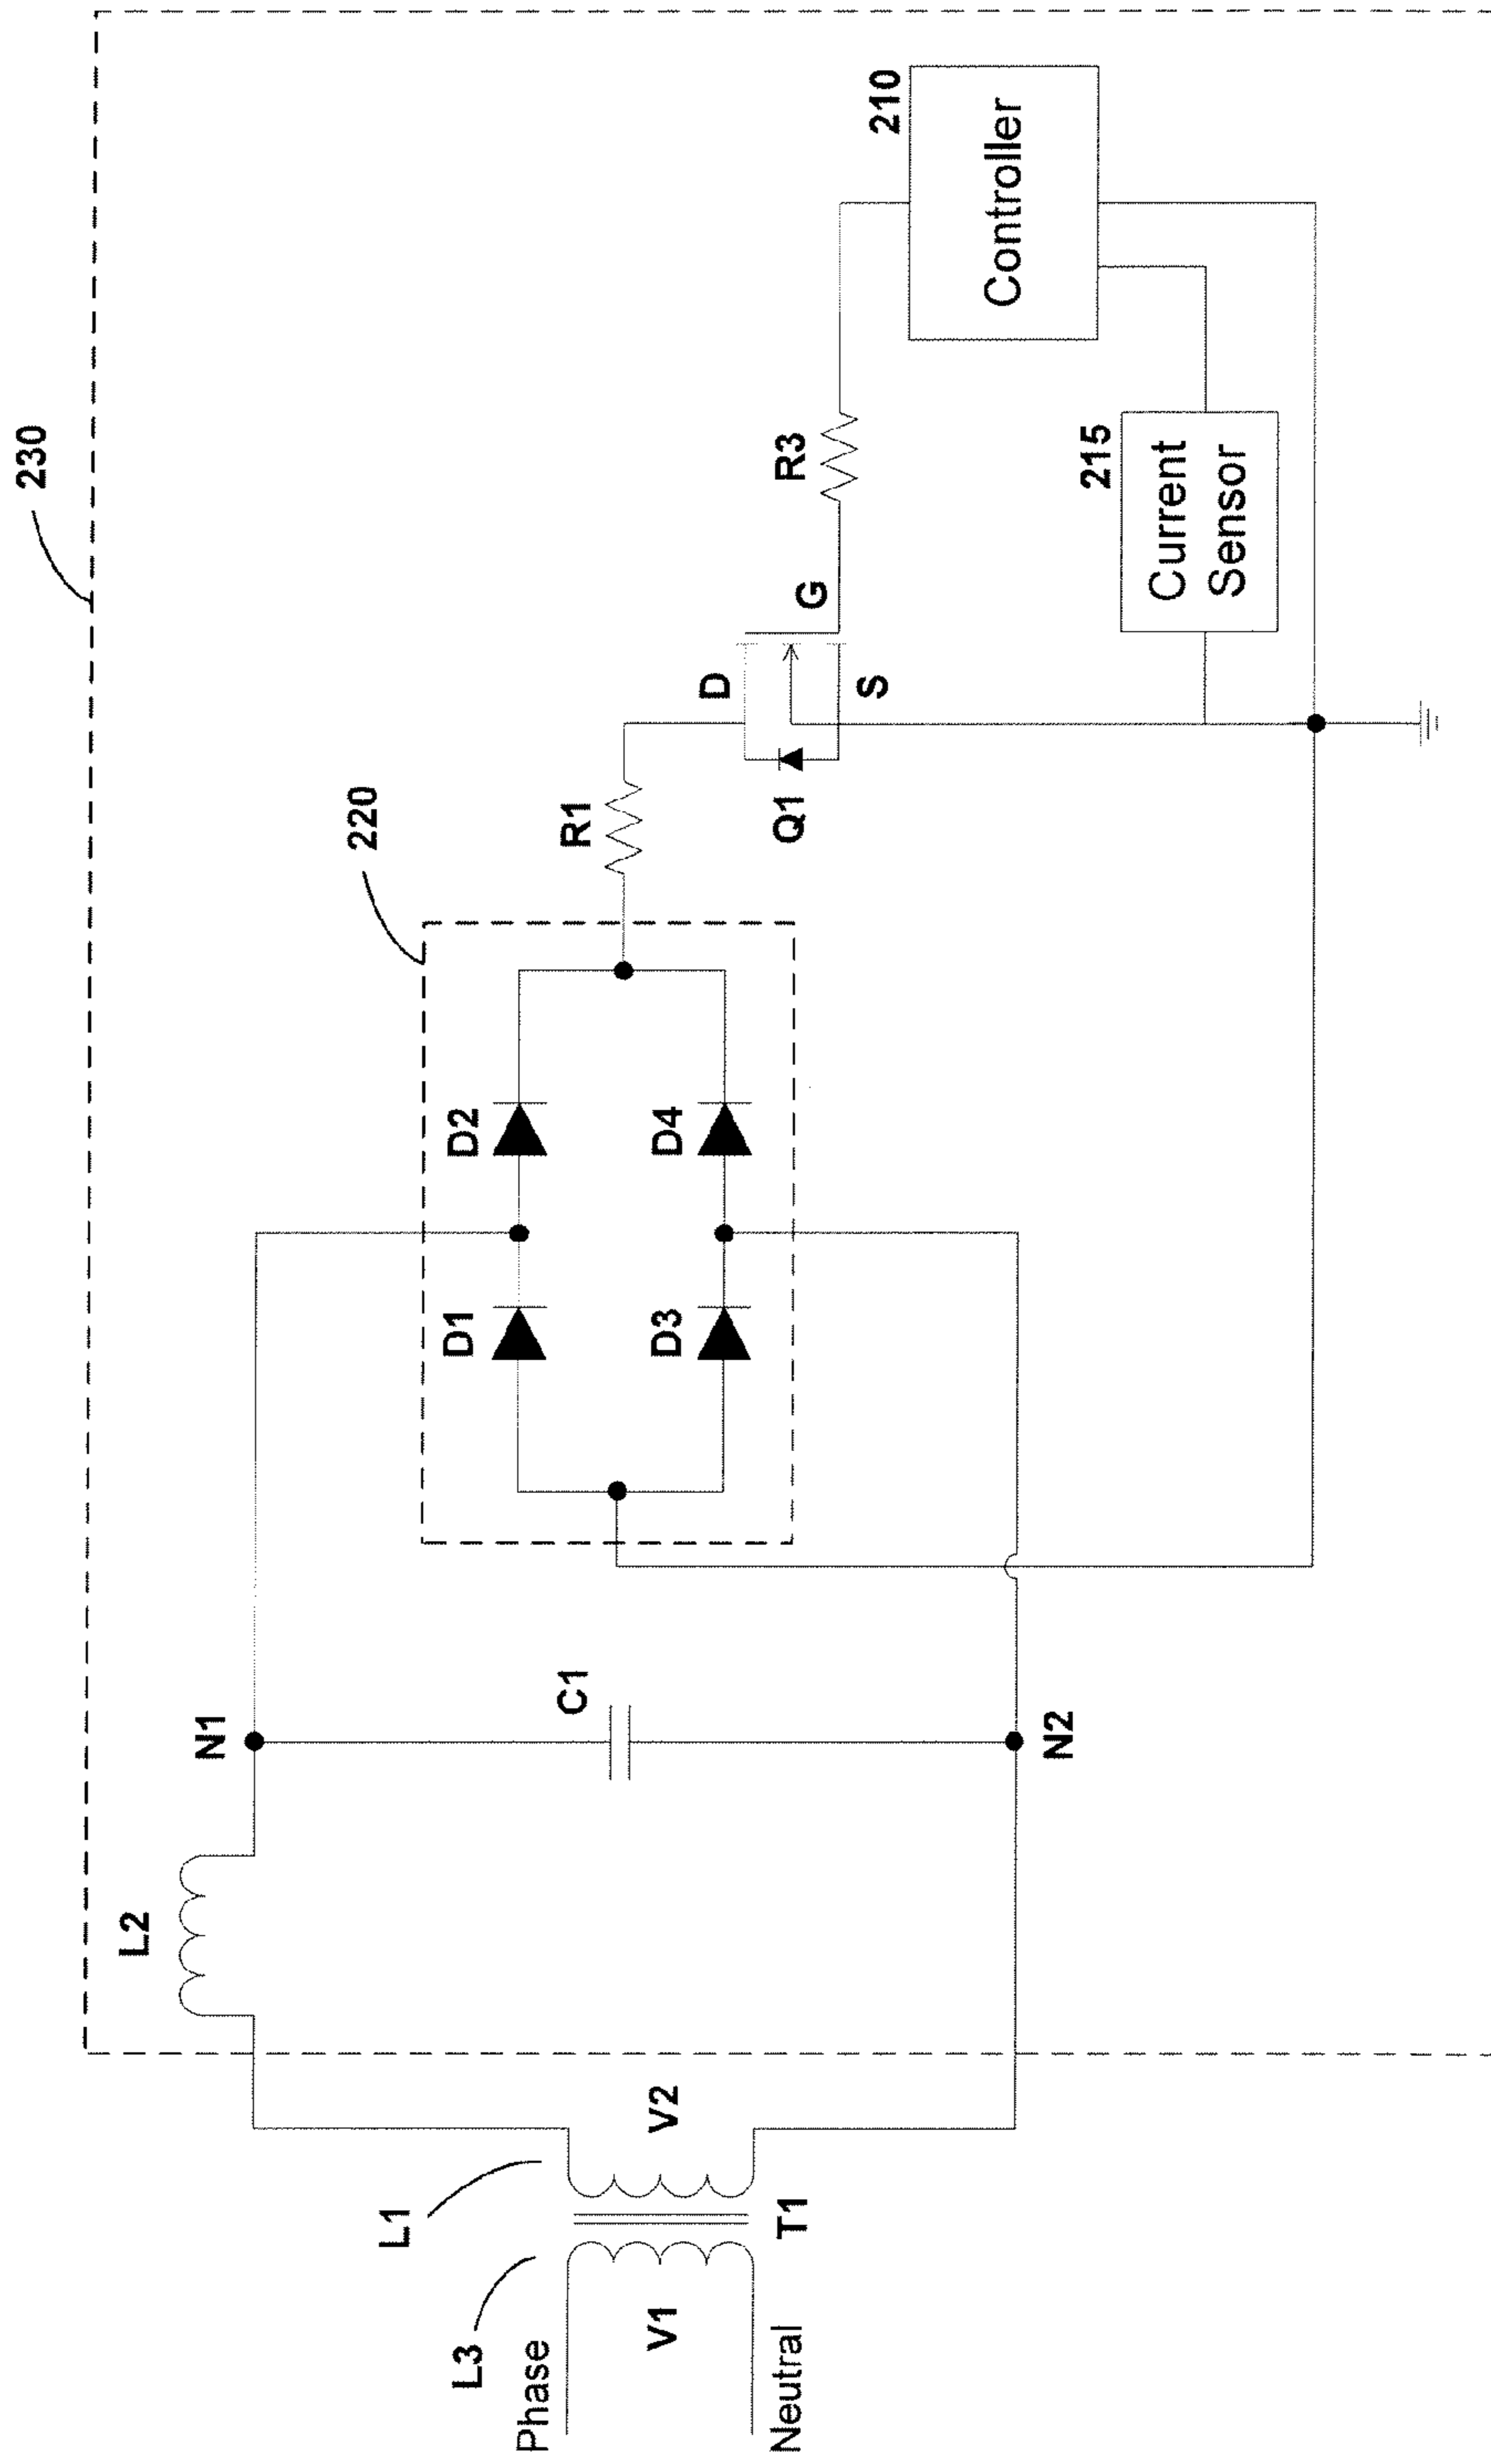 230
L2
N1
220
L1
L3
Phase
V1
Neutral
T1
V2
C1
N2
D1
D2
D3
D4
R1
Q1
D
S
G
R3
210
Controller
215
Current
Sensor